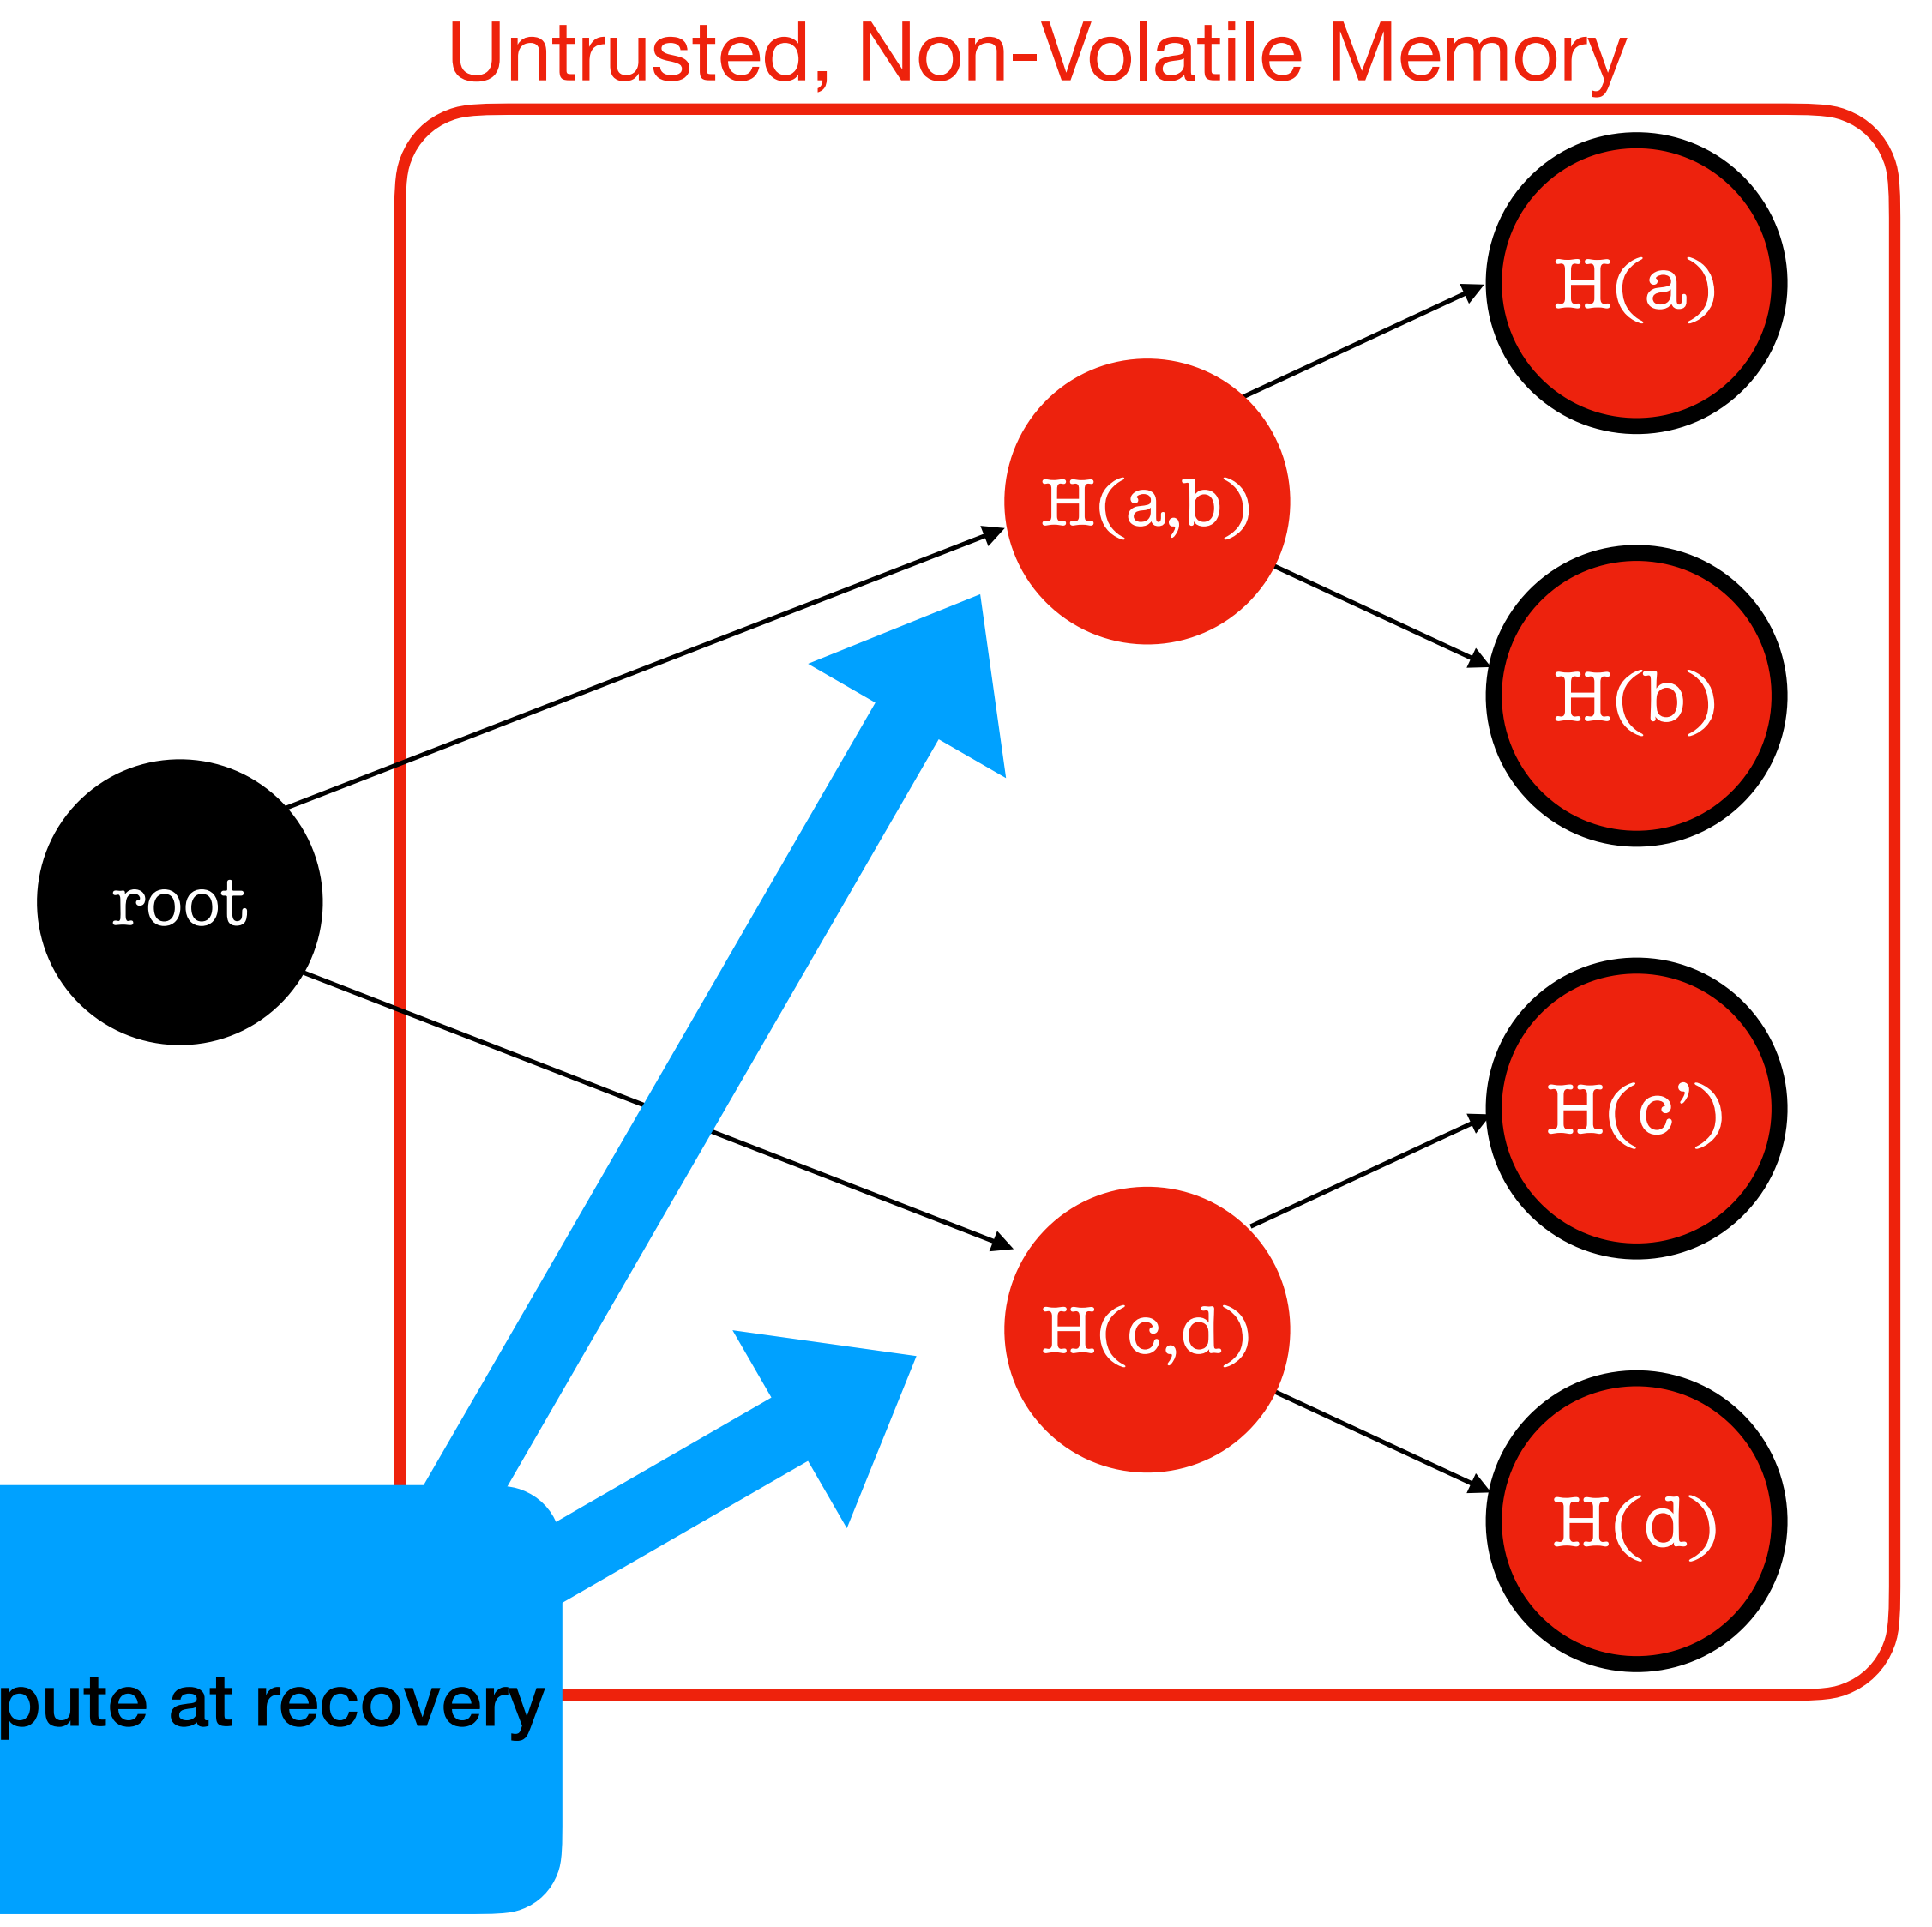 Untrusted, Non-Volatile Memory
H(a)
H(a,b)
H(b)
root
H(c')
H(c,d)
H(d)
pute at recovery